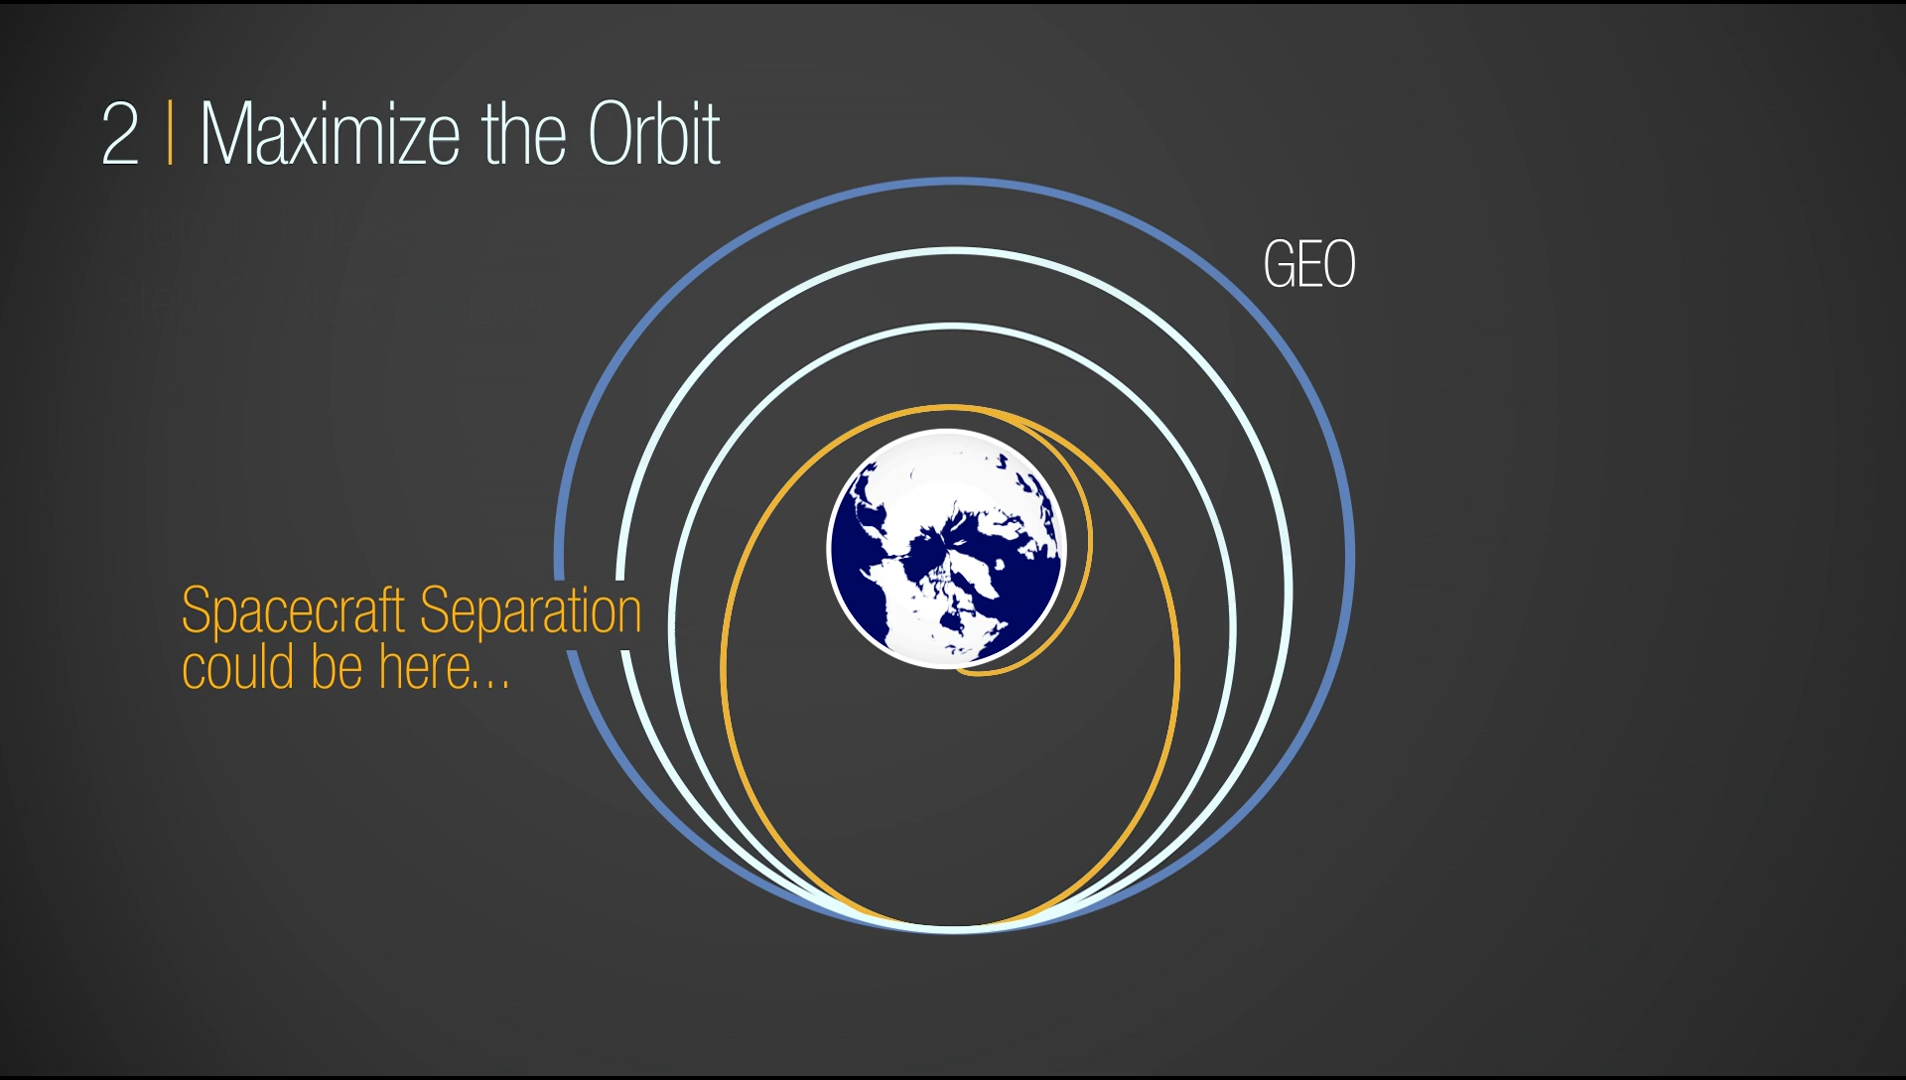 2 | Maximize the Orbit
GEO
Spacecraft Separation
could be here...